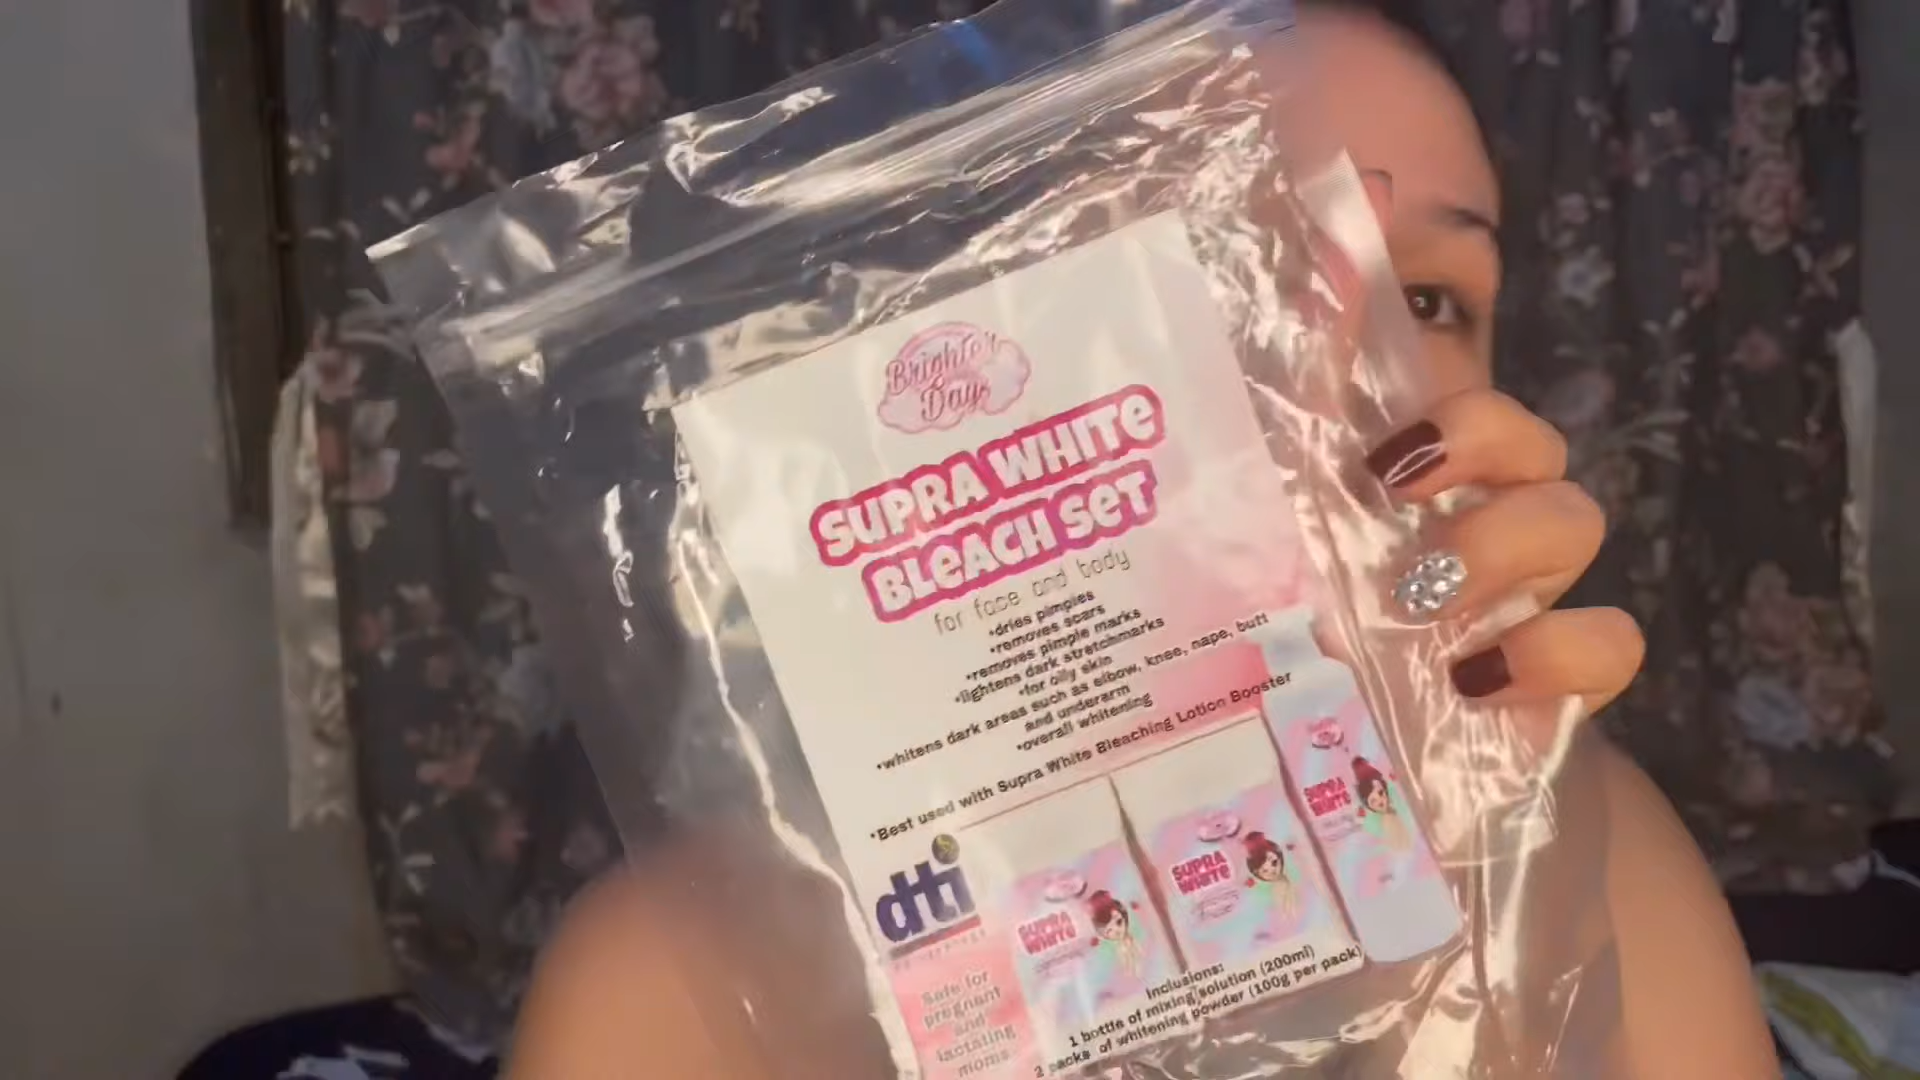 Brighter
Day
SUPRA WHITE
BLEACH SET
for face and body
•dries pimples
•removes scars
•removes pimple marks
•lightens dark stretchmarks
•for oily skin
•whitens dark areas such as elbow, knee, nape, butt
and underarm
•overall whitening
•Best used with Supra White Bleaching Lotion Booster
dti
Safe for
pregnant
and
lactating
moms
SUPRA
WHITE
SUPRA
WHITE
SUPRA
WHITE
Inclusions:
1 bottle of mixing solution (200ml)
2 packs of whitening powder (100g per pack)